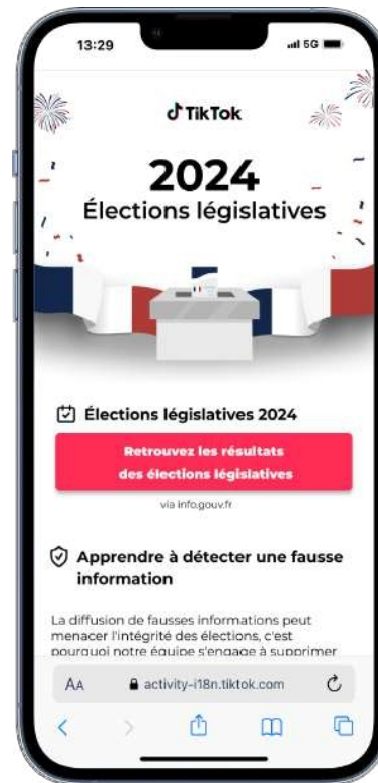 13:29
5G
TikTok
2024
Élections législatives
Élections législatives 2024
Retrouvez les résultats
des élections législatives
via info.gouv.fr
Apprendre à détecter une fausse
information
La diffusion de fausses informations peut
menacer l'intégrité des élections, c'est
pourquoi notre équipe s'engage à supprimer
AA
activity-i18n.tiktok.com